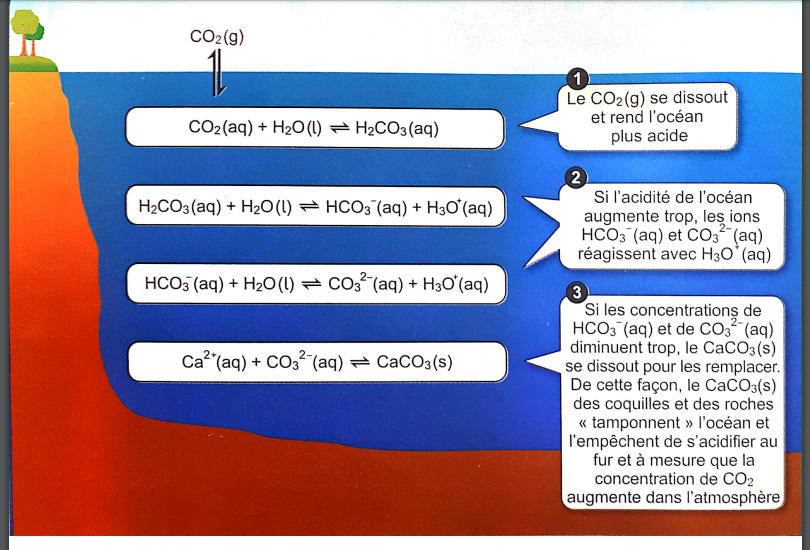 CO₂(g)
⇌
CO₂(aq) + H₂O(l) ⇌ H₂CO₃(aq)
1
Le CO₂(g) se dissout
et rend l'océan
plus acide
H₂CO₃(aq) + H₂O(l) ⇌ HCO₃⁻(aq) + H₃O⁺(aq)
HCO₃⁻(aq) + H₂O(l) ⇌ CO₃²⁻(aq) + H₃O⁺(aq)
2
Si l'acidité de l'océan
augmente trop, les ions
HCO₃⁻(aq) et CO₃²⁻(aq)
réagissent avec H₃O⁺(aq)
Ca²⁺(aq) + CO₃²⁻(aq) ⇌ CaCO₃(s)
3
Si les concentrations de
HCO₃⁻(aq) et de CO₃²⁻(aq)
diminuent trop, le CaCO₃(s)
se dissout pour les remplacer.
De cette façon, le CaCO₃(s)
des coquilles et des roches
« tamponnent » l'océan et
l'empêchent de s'acidifier au
fur et à mesure que la
concentration de CO₂
augmente dans l'atmosphère